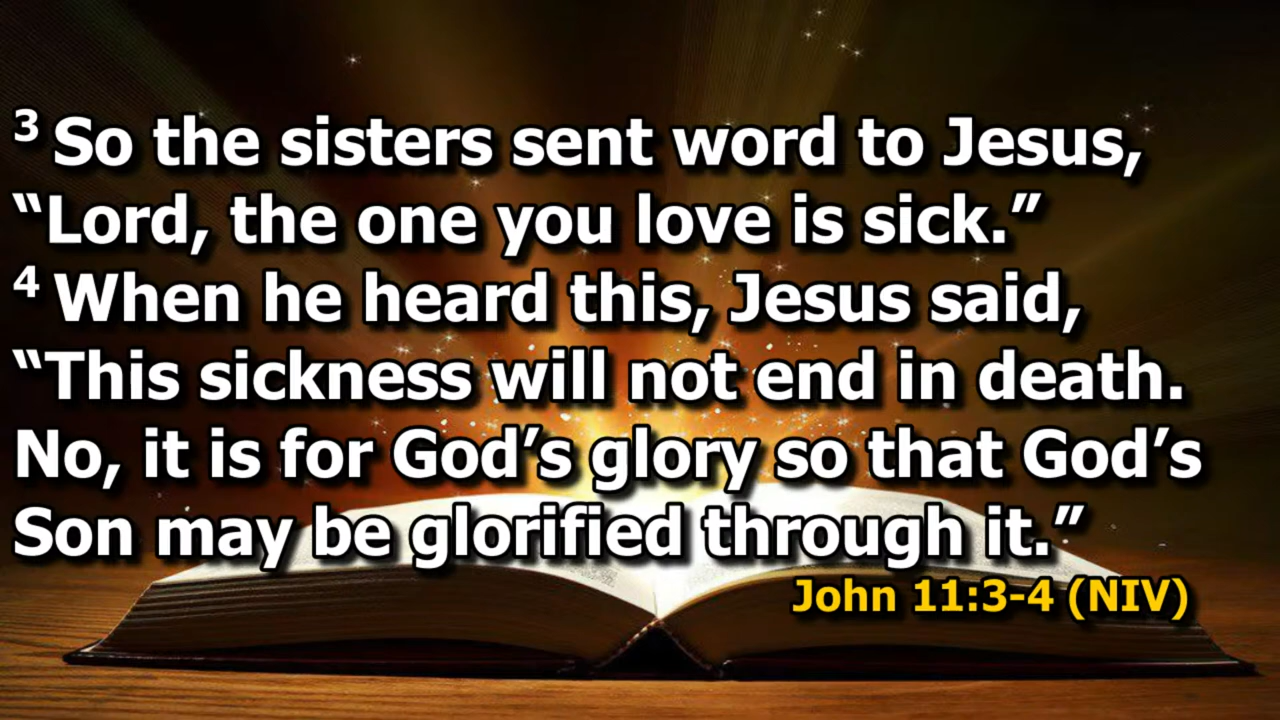 3 So the sisters sent word to Jesus,
“Lord, the one you love is sick.”
4 When he heard this, Jesus said,
“This sickness will not end in death.
No, it is for God’s glory so that God’s
Son may be glorified through it.”
John 11:3-4 (NIV)